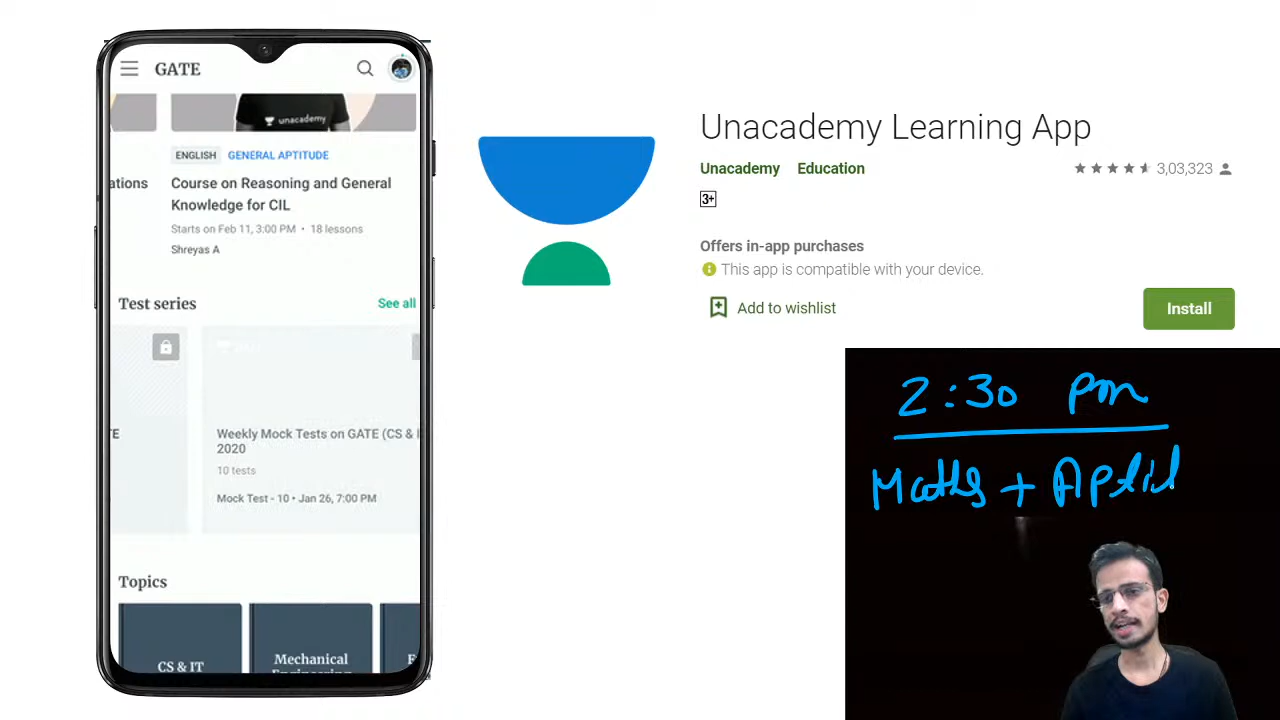 GATE
unacademy
ENGLISH GENERAL APTITUDE
ations
Course on Reasoning and General
Knowledge for CIL
Starts on Feb 11, 3:00 PM • 18 lessons
Shreyas A
Test series
See all
TE
Weekly Mock Tests on GATE (CS & I
2020
10 tests
Mock Test - 10 • Jan 26, 7:00 PM
Topics
CS & IT
Mechanical
Engineering
Unacademy Learning App
Unacademy Education
3,03,323
3+
Offers in-app purchases
This app is compatible with your device.
Add to wishlist
Install
2:30 pm
Maths + Aptit